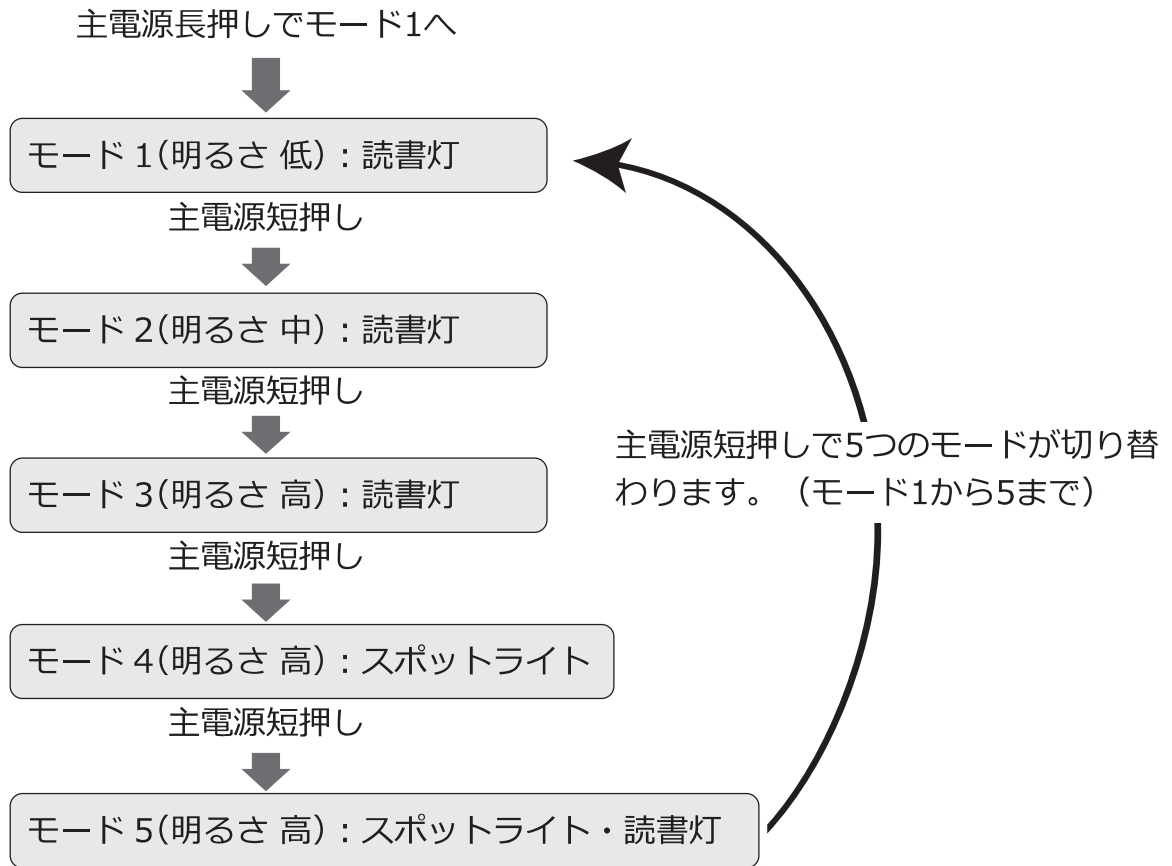 主電源長押しでモード1へ
モード1(明るさ 低):読書灯
主電源短押し
モード2(明るさ 中):読書灯
主電源短押し
モード3(明るさ 高):読書灯
主電源短押し
モード4(明るさ 高):スポットライト
主電源短押し
モード5(明るさ 高):スポットライト・読書灯
主電源短押しで5つのモードが切り替
わります。(モード1から5まで)